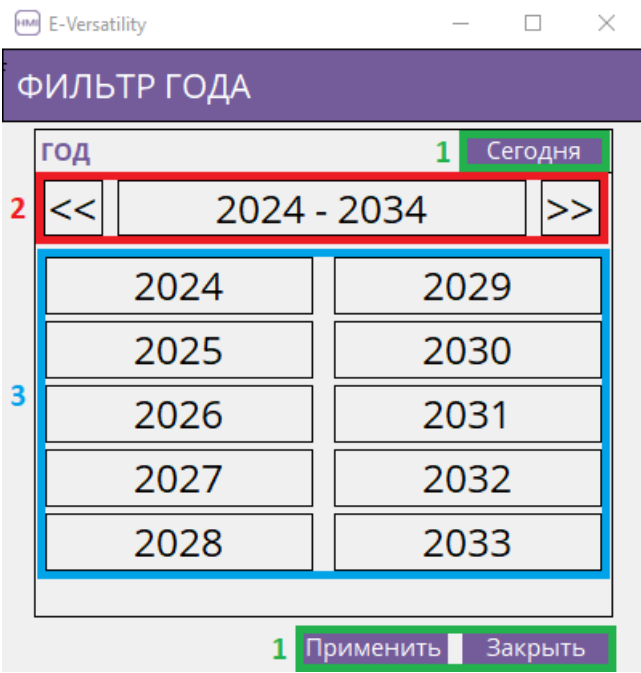 HMI E-Versatility
ФИЛЬТР ГОДА
ГОД 1 Сегодня
2 << 2024 - 2034 >>
2024 2029
2025 2030
3
2026 2031
2027 2032
2028 2033
1 Применить Закрыть